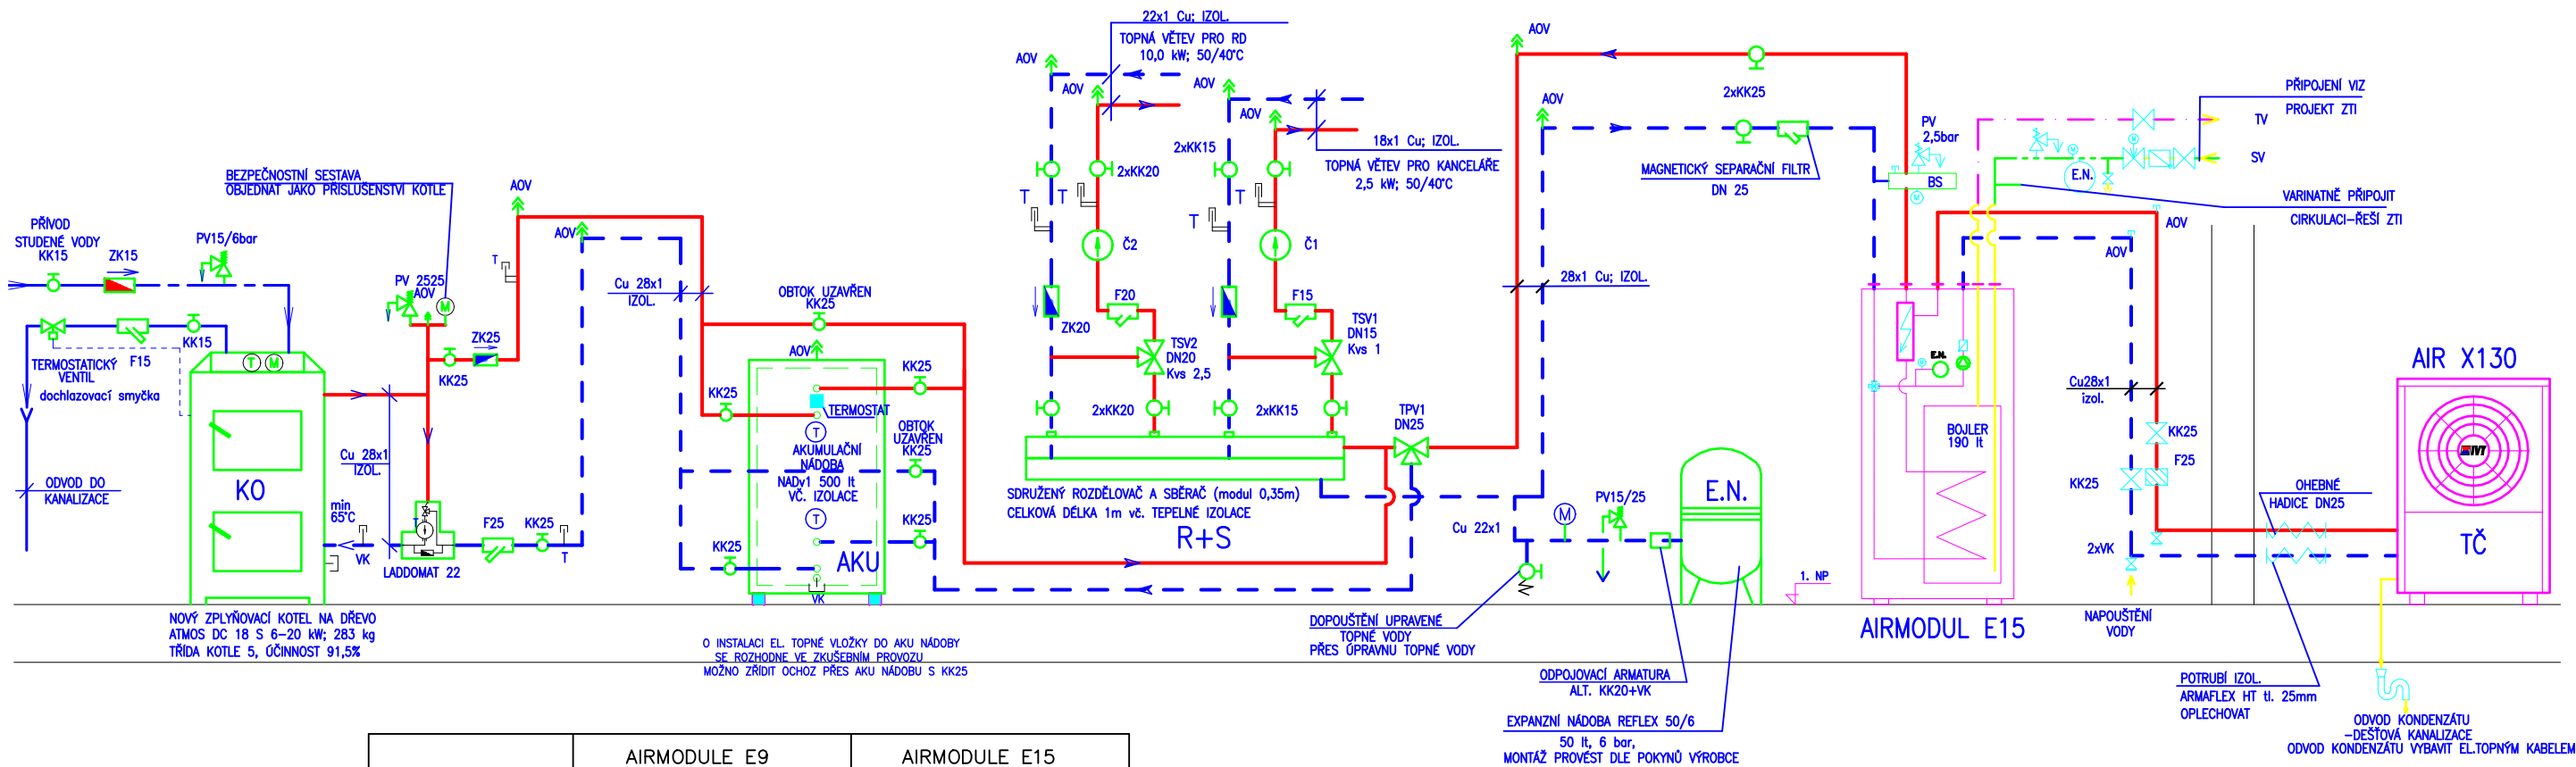 PŘÍVOD
STUDENÉ VODY
KK15
ZK15
PV15/6bar
BEZPEČNOSTNÍ SESTAVA
OBJEDNAT JAKO PŘÍSLUŠENSTVÍ KOTLE
PV 2525
AOV
M
ZK25
KK25
TERMOSTATICKÝ
VENTIL
dochlazovací smyčka
F15
KK15
T
M
ODVOD DO
KANALIZACE
KO
Cu 28x1
IZOL.
min
65°C
VK
LADDOMAT 22
T
F25
KK25
T
NOVÝ ZPLYŇOVACÍ KOTEL NA DŘEVO
ATMOS DC 18 S 6-20 kW; 283 kg
TŘÍDA KOTLE 5, ÚČINNOST 91,5%
AOV
T
AOV
Cu 28x1
IZOL.
OBTOK UZAVŘEN
KK25
AOV
KK25
KK25
TERMOSTAT
T
AKUMULAČNÍ
NÁDOBA
NADv1 500 lt
VČ. IZOLACE
T
OBTOK
UZAVŘEN
KK25
KK25
KK25
AKU
VK
O INSTALACI EL. TOPNÉ VLOŽKY DO AKU NÁDOBY
SE ROZHODNE VE ZKUŠEBNÍM PROVOZU
MOŽNO ZŘÍDIT OCHOZ PŘES AKU NÁDOBU S KK25
22x1 Cu; IZOL.
TOPNÁ VĚTEV PRO RD
10,0 kW; 50/40°C
AOV
AOV
2xKK20
T
T
Č2
F20
ZK20
TSV2
DN20
Kvs 2,5
2xKK20
AOV
AOV
2xKK15
18x1 Cu; IZOL.
TOPNÁ VĚTEV PRO KANCELÁŘE
2,5 kW; 50/40°C
T
T
Č1
F15
TSV1
DN15
Kvs 1
2xKK15
TPV1
DN25
SDRUŽENÝ ROZDĚLOVAČ A SBĚRAČ (modul 0,35m)
CELKOVÁ DÉLKA 1m vč. TEPELNÉ IZOLACE
R+S
AOV
AOV
2xKK25
MAGNETICKÝ SEPARAČNÍ FILTR
DN 25
28x1 Cu; IZOL.
Cu 22x1
M
PV15/25
E.N.
DOPOUŠTĚNÍ UPRAVENÉ
TOPNÉ VODY
PŘES ÚPRAVNU TOPNÉ VODY
ODPOJOVACÍ ARMATURA
ALT. KK20+VK
EXPANZNÍ NÁDOBA REFLEX 50/6
50 lt, 6 bar,
MONTÁŽ PROVÉST DLE POKYNŮ VÝROBCE
1. NP
PV
2,5bar
BS
M
E.N.
M
M
PŘIPOJENÍ VIZ
PROJEKT ZTI
TV
SV
VARINATNĚ PŘIPOJIT
CIRKULACI-ŘEŠÍ ZTI
AOV
AOV
E.N.
BOJLER
190 lt
AIRMODUL E15
Cu28x1
izol.
KK25
F25
KK25
2xVK
NAPOUŠTĚNÍ
VODY
OHEBNÉ
HADICE DN25
POTRUBÍ IZOL.
ARMAFLEX HT tl. 25mm
OPLECHOVAT
AIR X130
IVT
TČ
ODVOD KONDENZÁTU
-DEŠŤOVÁ KANALIZACE
ODVOD KONDENZÁTU VYBAVIT EL.TOPNÝM KABELEM
AIRMODULE E9
AIRMODULE E15